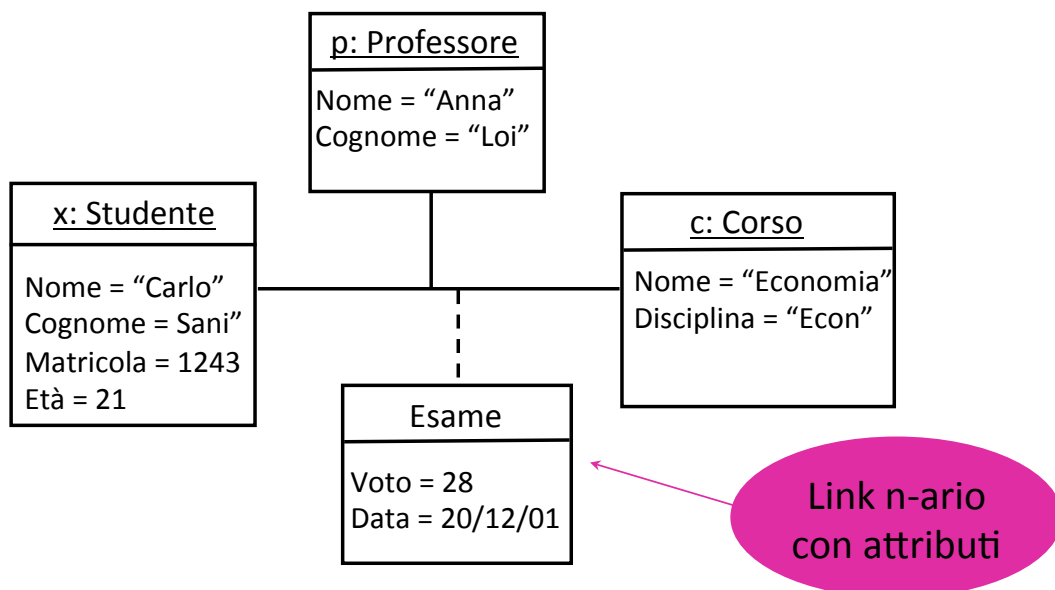 p: Professore
Nome = “Anna”
Cognome = “Loi”
x: Studente
Nome = “Carlo”
Cognome = Sani”
Matricola = 1243
Età = 21
c: Corso
Nome = “Economia”
Disciplina = “Econ”
Esame
Voto = 28
Data = 20/12/01
Link n-ario
con attributi